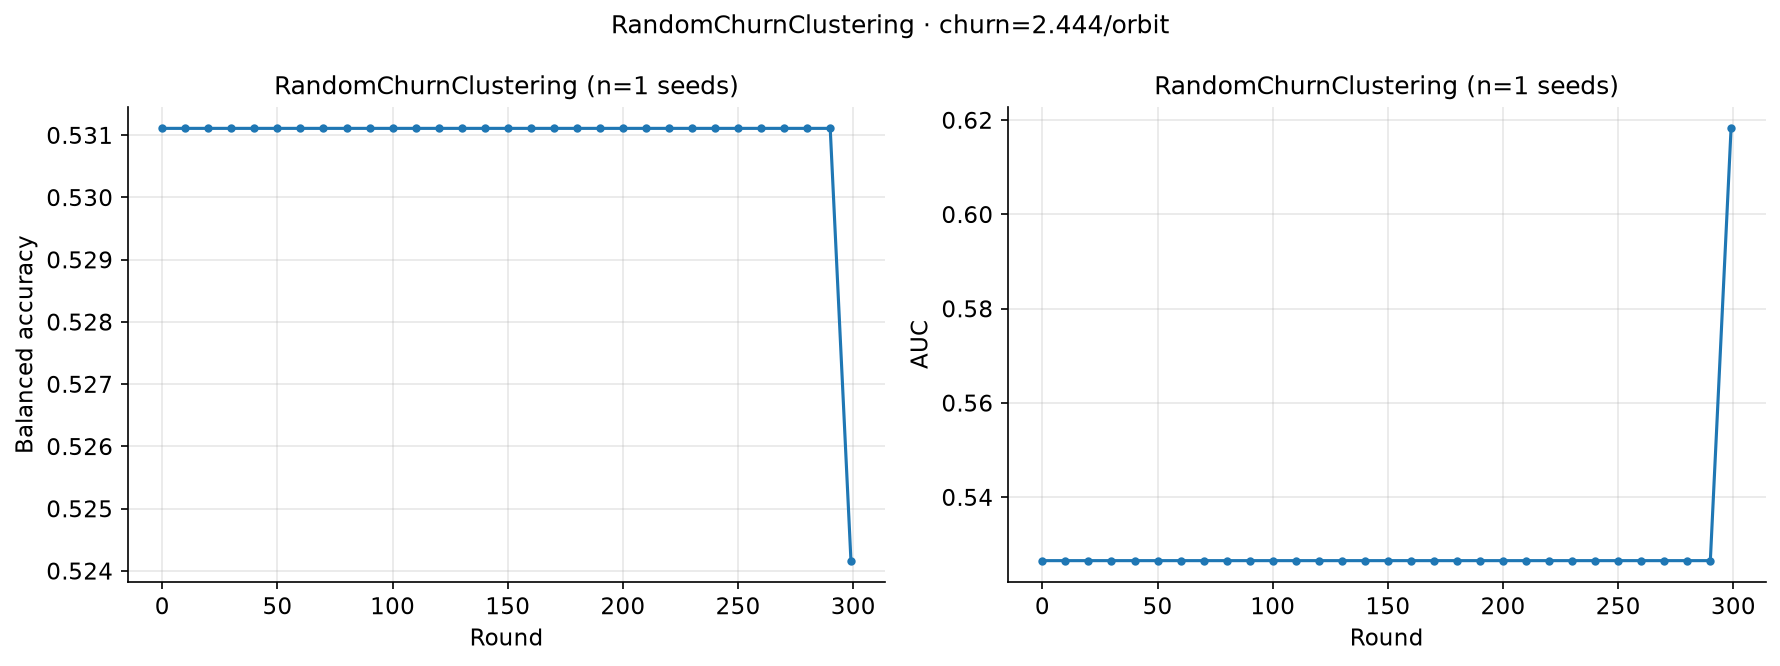 RandomChurnClustering · churn=2.444/orbit
RandomChurnClustering (n=1 seeds)
Balanced accuracy
0.531
0.530
0.529
0.528
0.527
0.526
0.525
0.524
0 50 100 150 200 250 300
Round
RandomChurnClustering (n=1 seeds)
AUC
0.62
0.60
0.58
0.56
0.54
0 50 100 150 200 250 300
Round